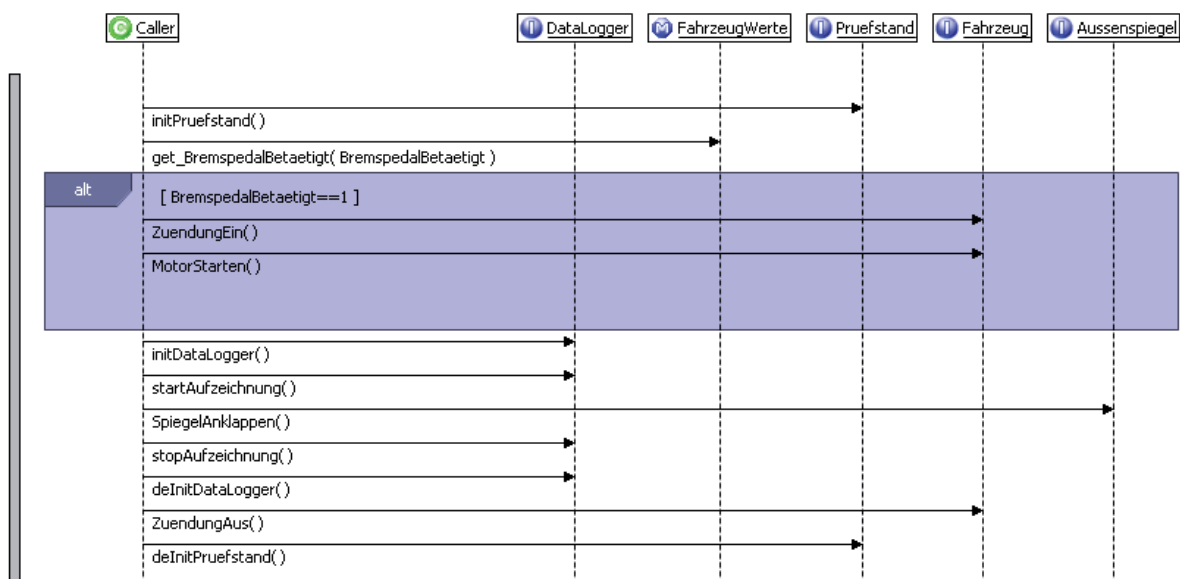 C Caller
I DataLogger
M FahrzeugWerte
I Pruefstand
I Fahrzeug
I Aussenspiegel
initPruefstand()
get_BremspedalBetaetigt( BremspedalBetaetigt )
alt
[ BremspedalBetaetigt==1 ]
ZuendungEin()
MotorStarten()
initDataLogger()
startAufzeichnung()
SpiegelAnklappen()
stopAufzeichnung()
deInitDataLogger()
ZuendungAus()
deInitPruefstand()